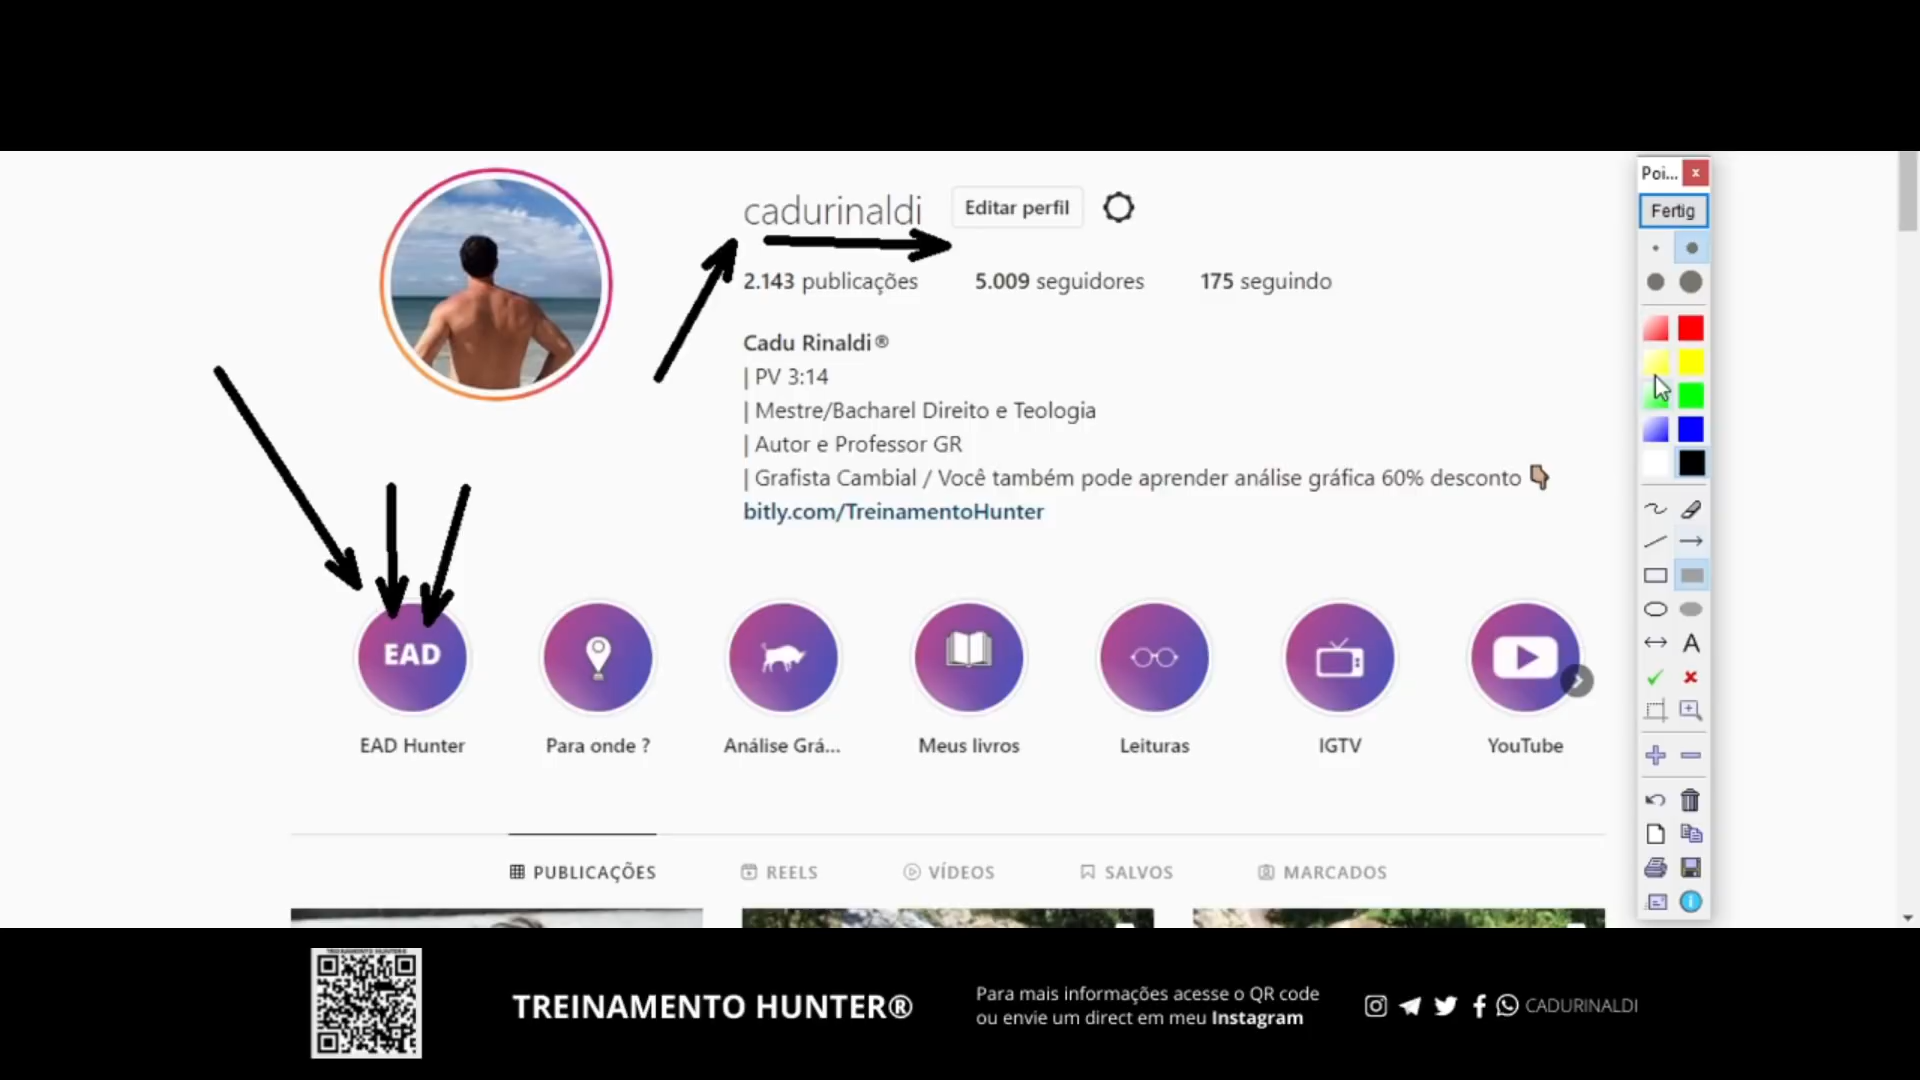 cadurinaldi
Editar perfil
2.143 publicações
5.009 seguidores
175 seguindo
Cadu Rinaldi®
| PV 3:14
| Mestre/Bacharel Direito e Teologia
| Autor e Professor GR
| Grafista Cambial / Você também pode aprender análise gráfica 60% desconto 👇🏽
bitly.com/TreinamentoHunter
EAD
EAD Hunter
Para onde ?
Análise Grá...
Meus livros
Leituras
IGTV
YouTube
PUBLICAÇÕES
REELS
VÍDEOS
SALVOS
MARCADOS
Poi...
Fertig
A
TREINAMENTO HUNTER®
TREINAMENTO HUNTER®
Para mais informações acesse o QR code
ou envie um direct em meu Instagram
CADURINALDI